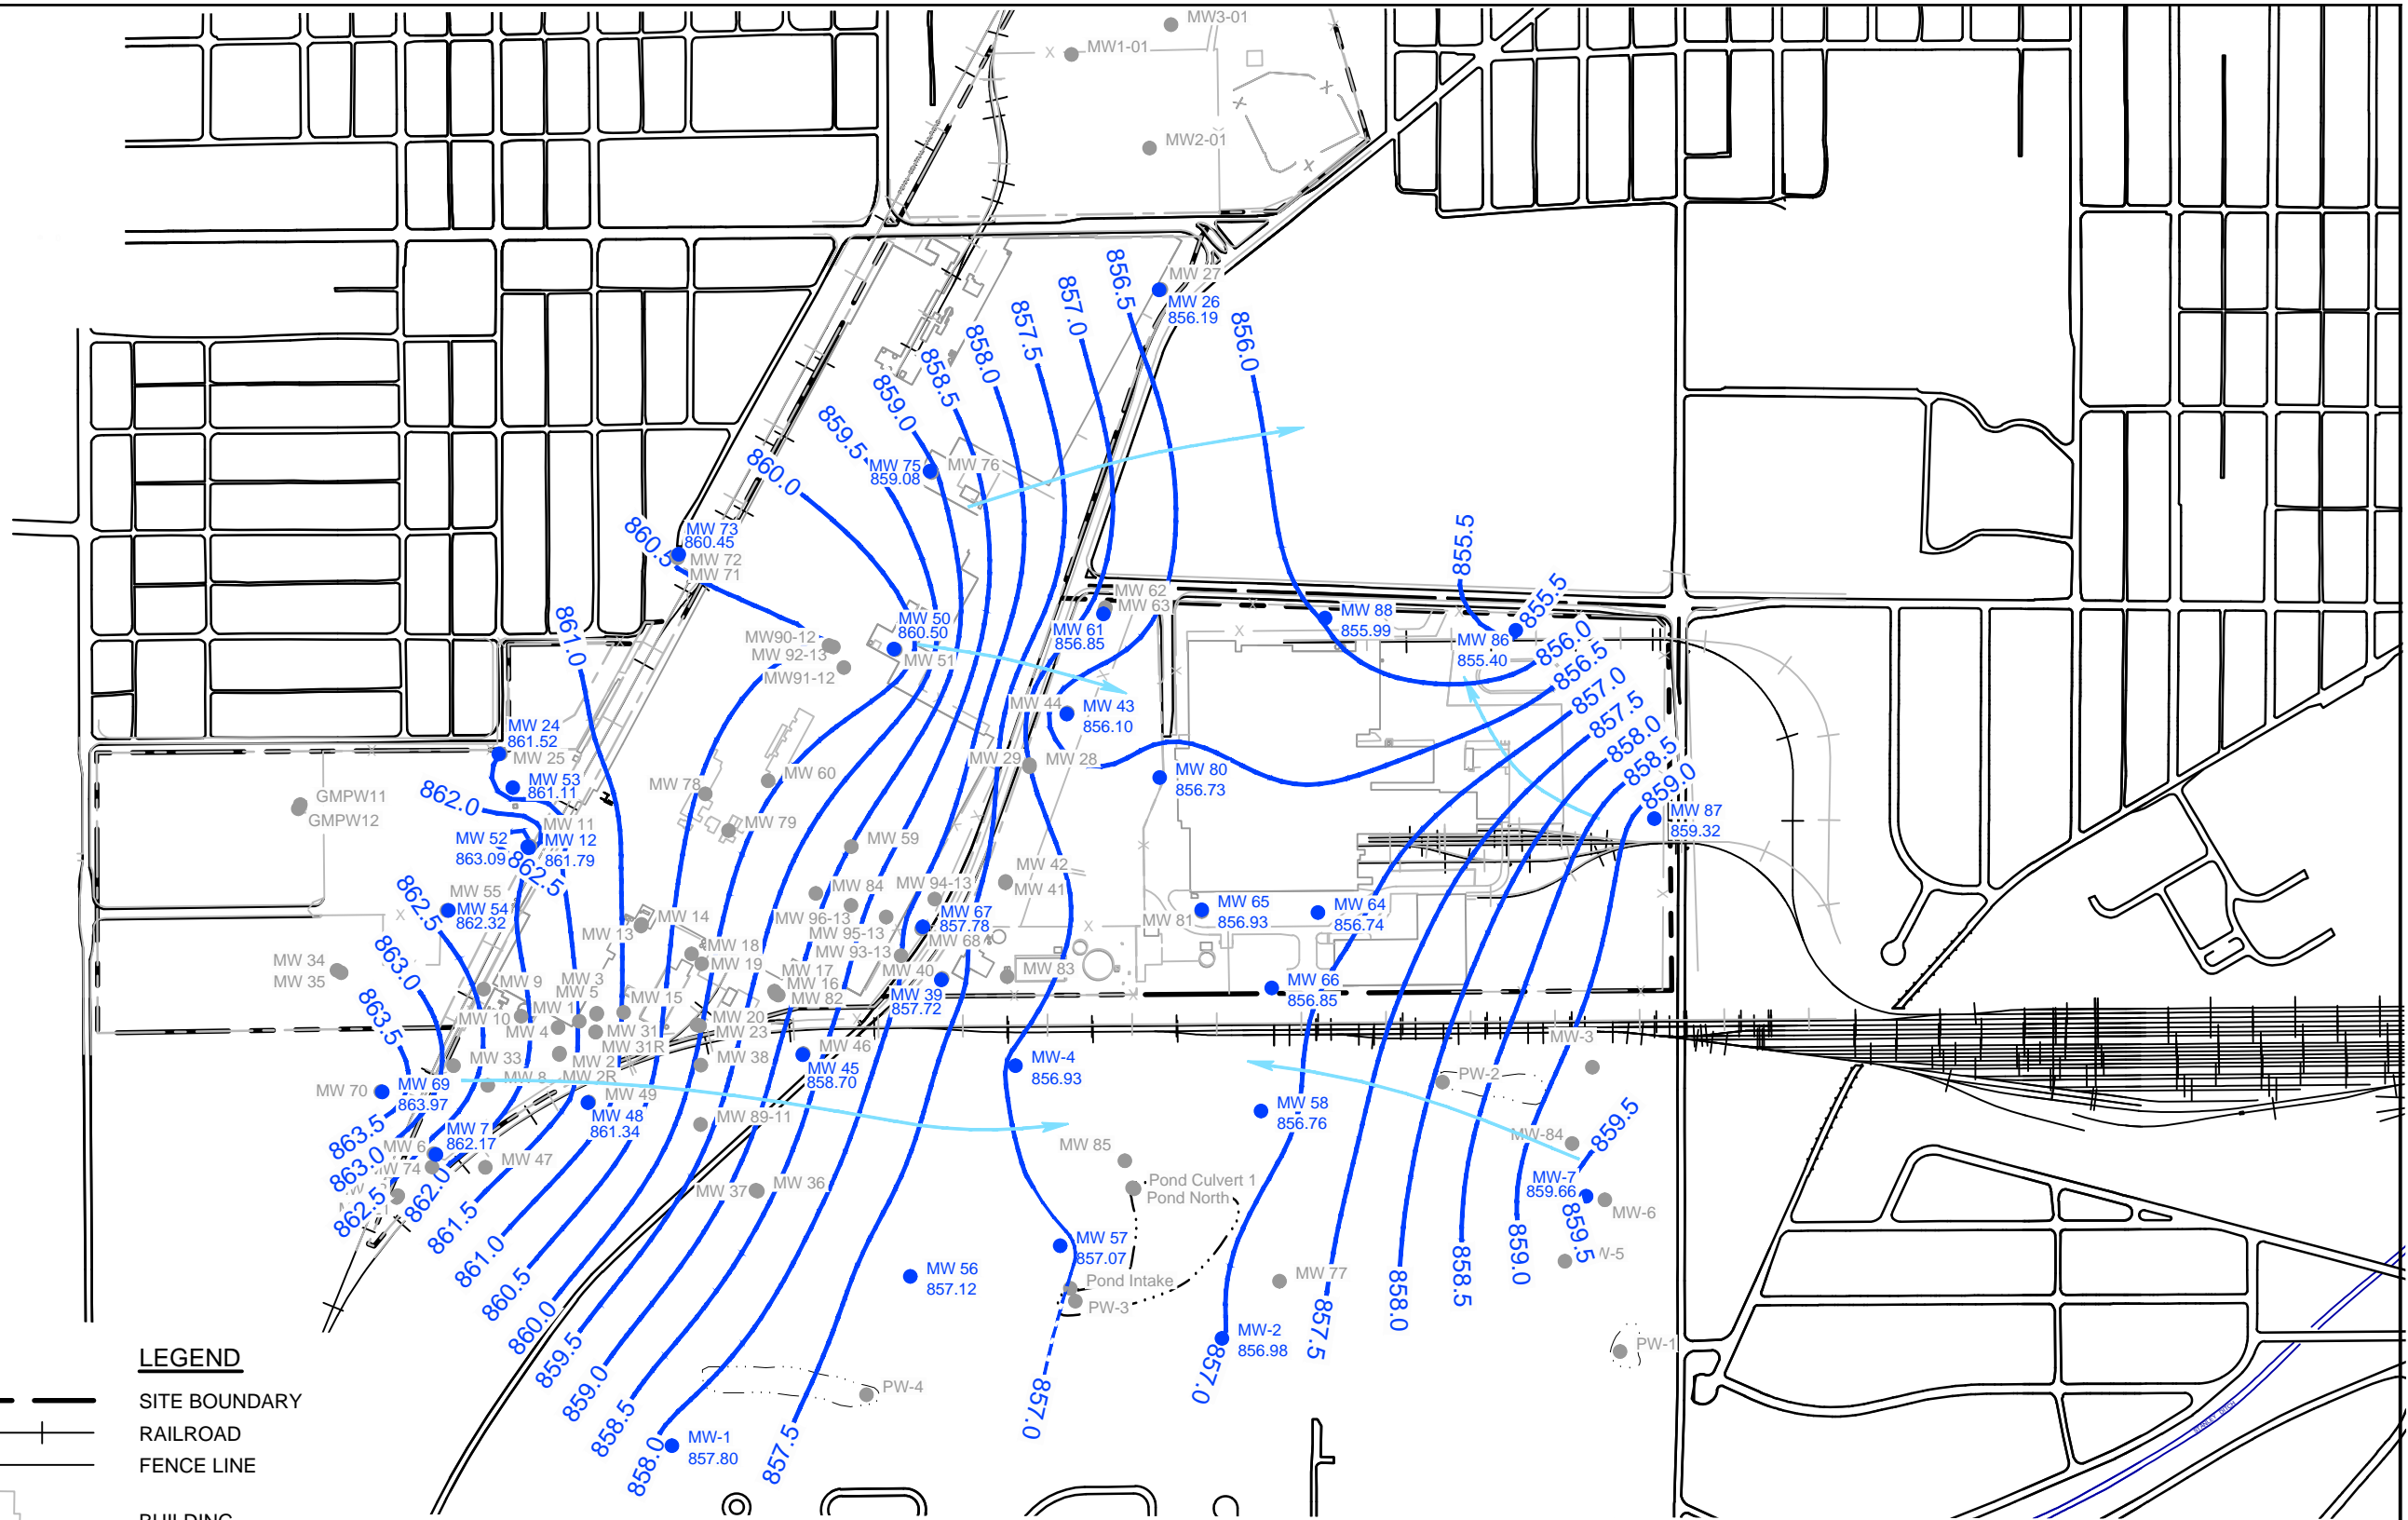 MW3-01
MW1-01
MW2-01
MW 27
MW 26
856.19
856.5
857.0
857.5
858.0
858.5
859.0
859.5
860.0
860.5
861.0
856.0
855.5
855.5
856.0
856.5
857.0
857.5
858.0
858.5
859.0
MW 75
859.08
MW 76
MW 73
860.45
MW 72
MW 71
MW 62
MW 63
MW 61
856.85
MW 88
855.99
MW 86
855.40
MW 50
860.50
MW 51
MW90-12
MW 92-13
MW91-12
MW 44
MW 43
856.10
MW 24
861.52
MW 25
MW 53
861.11
862.0
MW 29
MW 28
MW 80
856.73
MW 78
MW 60
MW 79
GMPW11
GMPW12
MW 87
859.32
MW 11
MW 52
863.09
MW 12
861.79
862.5
MW 59
MW 42
MW 41
MW 55
MW 54
862.32
862.5
MW 84
MW 94-13
MW 96-13
MW 95-13
MW 93-13
MW 67
857.78
MW 68
MW 81
MW 65
856.93
MW 64
856.74
MW 14
MW 13
863.0
MW 18
MW 19
MW 34
MW 35
MW 9
MW 3
MW 5
MW 1
MW 15
MW 17
MW 16
MW 82
MW 40
MW 39
857.72
MW 83
MW 66
856.85
863.5
MW 10
MW 4
MW 31
MW 31R
MW 20
MW 23
MW 46
MW 45
858.70
MW-4
856.93
MW-3
MW 33
MW 2
MW 2R
MW 38
MW 8
MW 70
MW 69
863.97
MW 49
MW 48
861.34
MW 89-11
PW-2
MW 58
856.76
859.5
863.5
863.0
862.5
862.0
861.5
861.0
860.5
860.0
859.5
859.0
858.5
858.0
857.5
MW 7
862.17
MW 6
MW 47
MW 85
MW-84
MW-7
859.66
MW-6
MW 37
MW 36
Pond Culvert 1
Pond North
859.5
MW 57
857.07
MW 56
857.12
Pond Intake
PW-3
MW 77
MW-2
856.98
857.0
857.0
857.5
858.0
858.5
859.0
PW-1
PW-4
MW-1
857.80
LEGEND
SITE BOUNDARY
RAILROAD
FENCE LINE
BUILDING